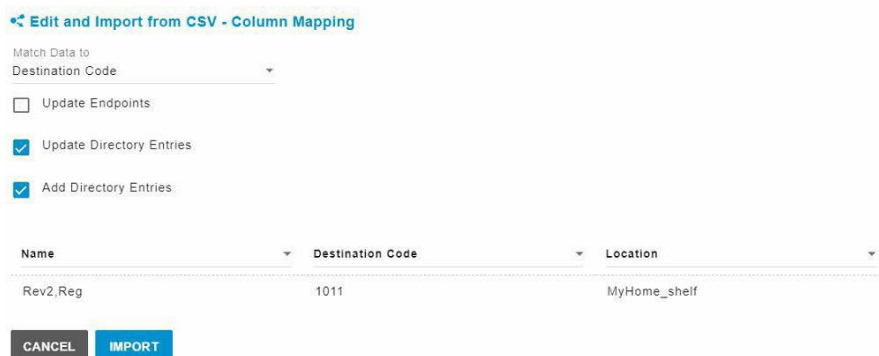 Edit and Import from CSV - Column Mapping
Match Data to
Destination Code
Update Endpoints
Update Directory Entries
Add Directory Entries
Name Destination Code Location
Rev2,Reg 1011 MyHome_shelf
CANCEL IMPORT